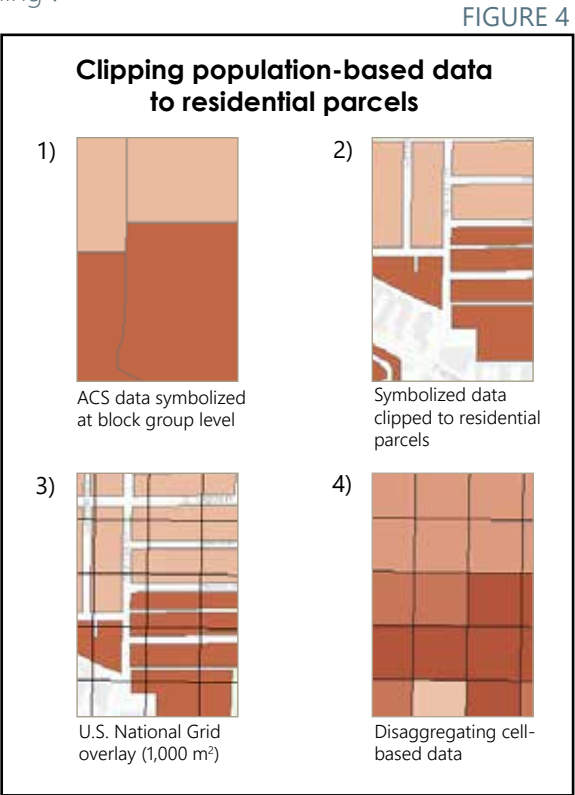 FIGURE 4
Clipping population-based data
to residential parcels
1)
2)
ACS data symbolized
at block group level
Symbolized data
clipped to residential
parcels
3)
4)
U.S. National Grid
overlay (1,000 m²)
Disaggregating cell-
based data